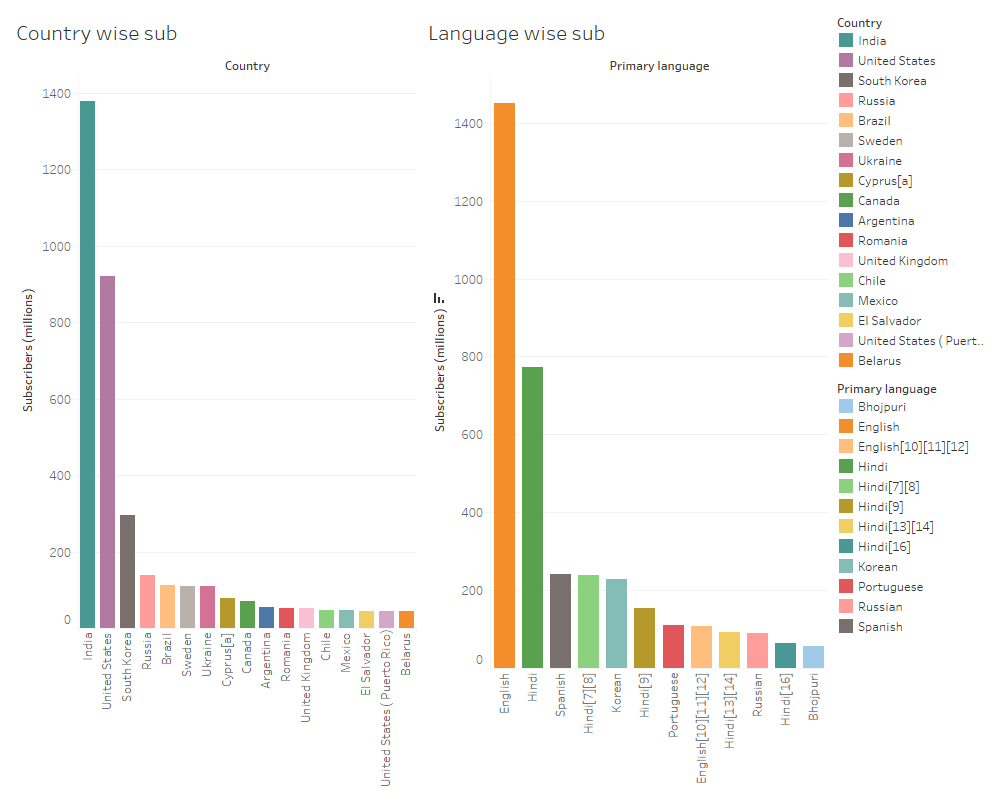 Country wise sub
Country
Subscribers (millions)
1400
1200
1000
800
600
400
200
0
India
United States
South Korea
Russia
Brazil
Sweden
Ukraine
Cyprus[a]
Canada
Argentina
Romania
United Kingdom
Chile
Mexico
El Salvador
United States ( Puerto Rico)
Belarus
Language wise sub
Primary language
Subscribers (millions)
1400
1200
1000
800
600
400
200
0
English
Hindi
Spanish
Hindi[7][8]
Korean
Hindi[9]
Portuguese
English[10][11][12]
Hindi[13][14]
Russian
Hindi[16]
Bhojpuri
Country
India
United States
South Korea
Russia
Brazil
Sweden
Ukraine
Cyprus[a]
Canada
Argentina
Romania
United Kingdom
Chile
Mexico
El Salvador
United States ( Puert..
Belarus
Primary language
Bhojpuri
English
English[10][11][12]
Hindi
Hindi[7][8]
Hindi[9]
Hindi[13][14]
Hindi[16]
Korean
Portuguese
Russian
Spanish